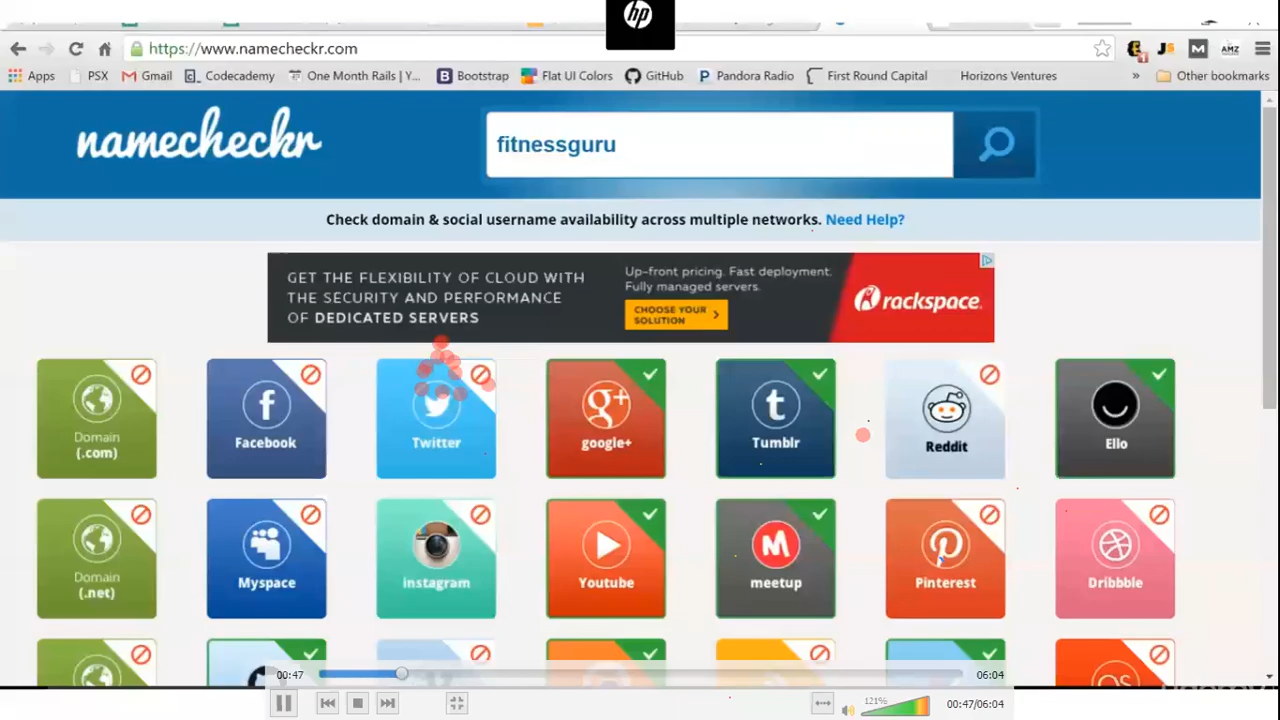 hp
https://www.namecheckr.com
Apps PSX Gmail Codecademy One Month Rails | Y... Bootstrap Flat UI Colors GitHub Pandora Radio First Round Capital Horizons Ventures » Other bookmarks
JS M AMZ
namecheckr
fitnessguru
Check domain & social username availability across multiple networks. Need Help?
GET THE FLEXIBILITY OF CLOUD WITH
THE SECURITY AND PERFORMANCE
OF DEDICATED SERVERS
Up-front pricing. Fast deployment.
Fully managed servers.
CHOOSE YOUR
SOLUTION
rackspace.
Domain
(.com)
Facebook
Twitter
google+
Tumblr
Reddit
Ello
Domain
(.net)
Myspace
instagram
Youtube
meetup
Pinterest
Dribbble
00:47
06:04
121%
00:47/06:04